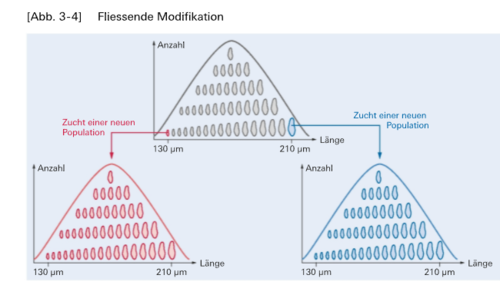 [Abb. 3-4] Fliessende Modifikation
Anzahl
Zucht einer neuen
Population
Zucht einer neuen
Population
Länge
130 µm 210 µm
Anzahl
Länge
130 µm 210 µm
Anzahl
Länge
130 µm 210 µm